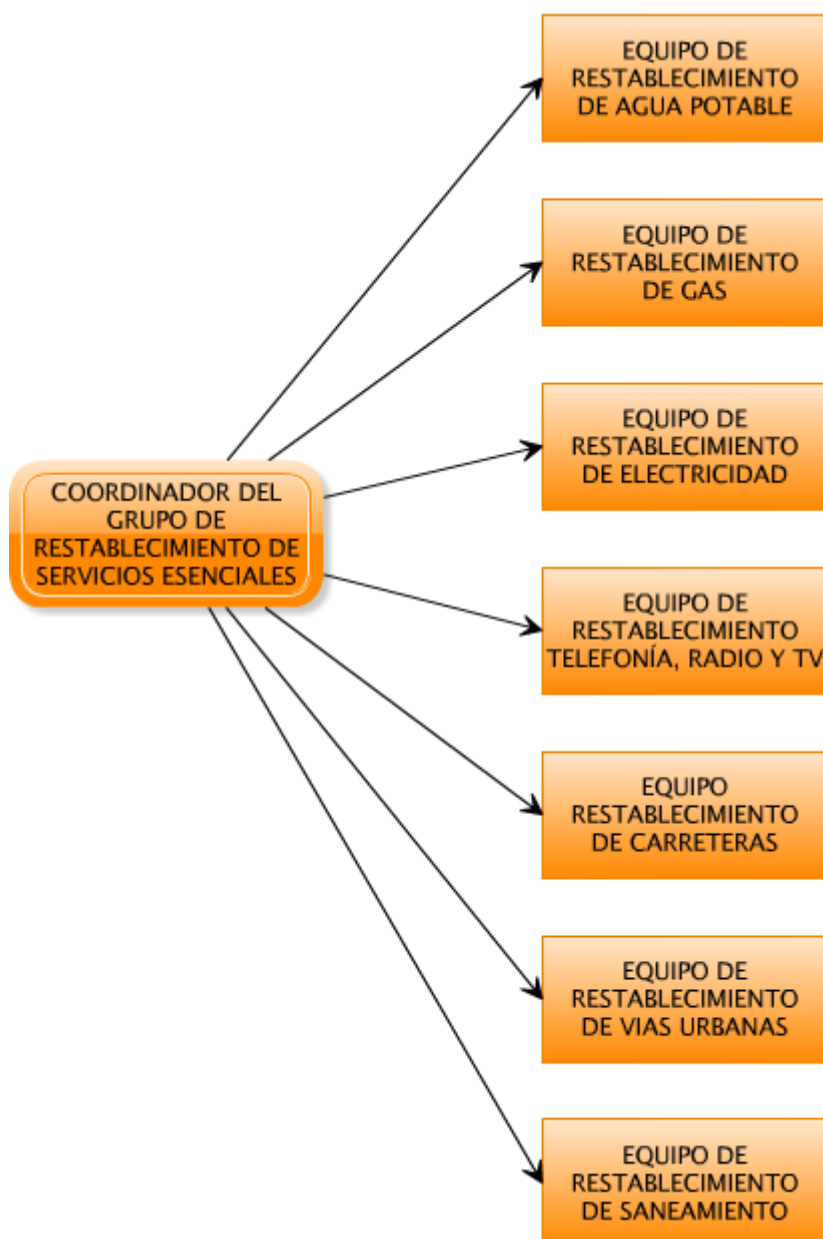 EQUIPO DE
RESTABLECIMIENTO
DE AGUA POTABLE
EQUIPO DE
RESTABLECIMIENTO
DE GAS
EQUIPO DE
RESTABLECIMIENTO
DE ELECTRICIDAD
COORDINADOR DEL
GRUPO DE
RESTABLECIMIENTO DE
SERVICIOS ESENCIALES
EQUIPO DE
RESTABLECIMIENTO
TELEFONÍA, RADIO Y TV
EQUIPO
RESTABLECIMIENTO
DE CARRETERAS
EQUIPO DE
RESTABLECIMIENTO
DE VIAS URBANAS
EQUIPO DE
RESTABLECIMIENTO
DE SANEAMIENTO